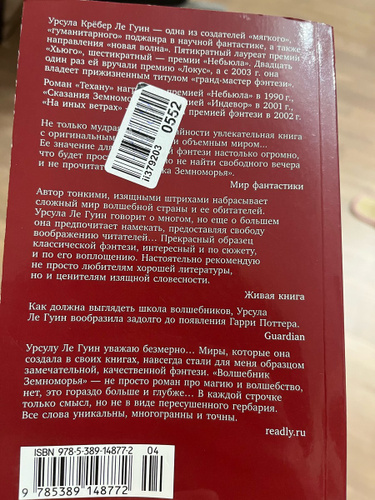 Урсула Крёбер Ле Гуин — одна из создателей «мягкого»,
«гуманитарного» поджанра в научной фантастике, а также
направления «новая волна». Пятикратный лауреат премии
«Хьюго», шестикратный — премии «Небьюла». Двадцать
один раз ей вручали премию «Локус», а с 2003 г. она
владеет прижизненным титулом «гранд-мастер фэнтези».
Роман «Техану» наг премией «Небьюла» в 1990 г.,
«Сказания Земномо ей «Индевор» в 2001 г.
«На иных ветрах» премией фэнтези в 2002 г.
ii379203
0552
Не только мудрая йности увлекательная книга
с оригинальным и объемным миром...
Ее значение для фэнтези настолько огромно,
что будет прос о не найти свободного вечера
и не прочитат ка Земноморья».
Мир фантастики
Автор тонкими, изящными штрихами набрасывает
сложный мир волшебной страны и ее обитателей.
Урсула Ле Гуин говорит о многом, но еще о большем
она предпочитает намекать, предоставляя свободу
воображению читателей... Прекрасный образец
классической фэнтези, интересный и по сюжету,
и по его воплощению. Настоятельно рекомендую
не просто любителям хорошей литературы,
но и ценителям изящной словесности.
Живая книга
Как должна выглядеть школа волшебников, Урсула
Ле Гуин вообразила задолго до появления Гарри Поттера.
Guardian
Урсулу Ле Гуин уважаю безмерно... Миры, которые она
создала в своих книгах, навсегда стали для меня образцом
замечательной, качественной фэнтези. «Волшебник
Земноморья» — не просто роман про магию и волшебство,
нет, это гораздо больше и глубже... В каждой строчке
только смысл, но не в виде пересушенного гербария.
Все слова уникальны, многогранны и точны.
readly.ru
ISBN 978-5-389-14877-2 04
9 785389 148772